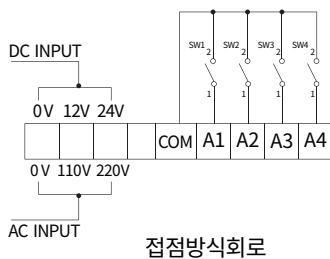 DC INPUT
SW1 SW2 SW3 SW4
2 2 2 2
1 1 1 1
0V 12V 24V
COM A1 A2 A3 A4
0V 110V 220V
AC INPUT
접점방식회로